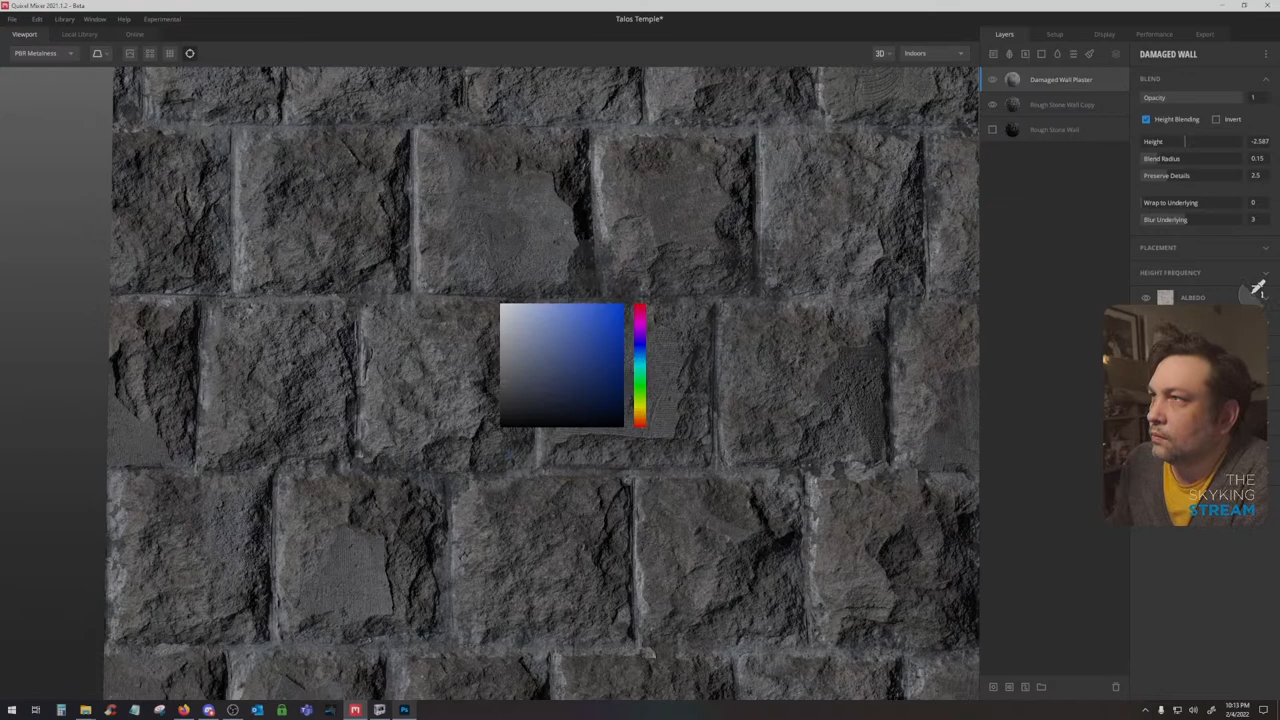 Quixel Mixer 2021.1.2 - Beta
File Edit Library Window Help Experimental
Talos Temple*
Viewport Local Library Online
Layers Setup Display Performance Export
PBR Metalness
3D
Indoors
DAMAGED WALL
BLEND
Damaged Wall Plaster
Rough Stone Wall Copy
Rough Stone Wall
Opacity 1
Height Blending Invert
Height -2.587
Blend Radius 0.15
Preserve Details 2.5
Wrap to Underlying 0
Blur Underlying 3
PLACEMENT
HEIGHT FREQUENCY
ALBEDO
1
THE
SKYKING
STREAM
10:13 PM
2/4/2022